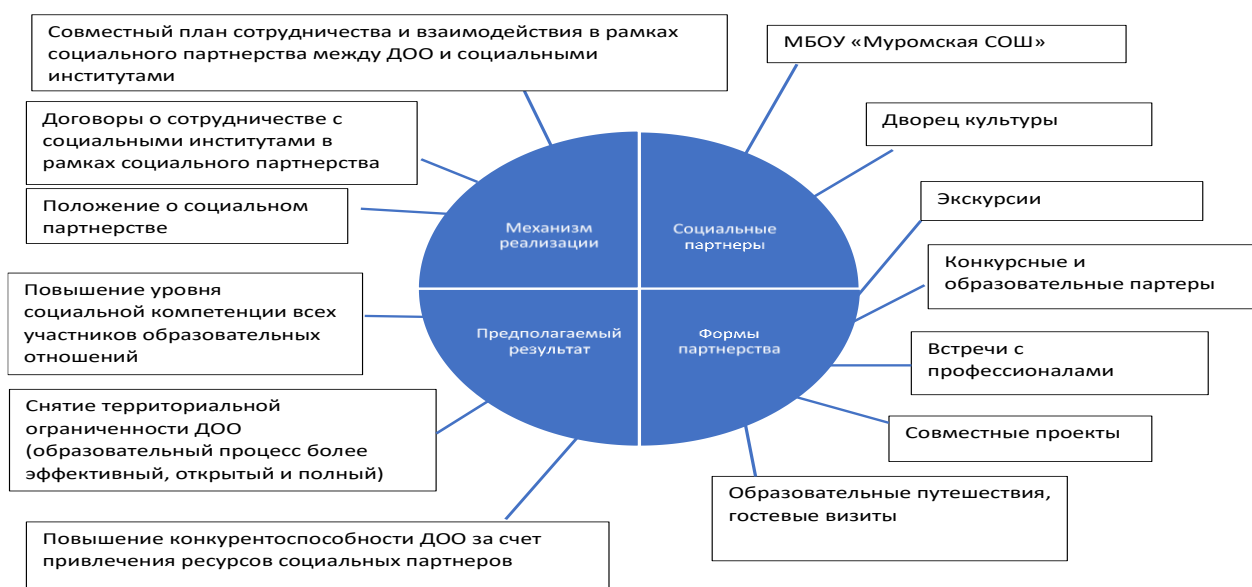 Совместный план сотрудничества и взаимодействия в рамках
социального партнерства между ДОО и социальными
институтами
Договоры о сотрудничестве с
социальными институтами в
рамках социального партнерства
Положение о социальном
партнерстве
Повышение уровня
социальной компетенции всех
участников образовательных
отношений
Снятие территориальной
ограниченности ДОО
(образовательный процесс более
эффективный, открытый и полный)
Повышение конкурентоспособности ДОО за счет
привлечения ресурсов социальных партнеров
Механизм
реализации
Социальные
партнеры
Предполагаемый
результат
Формы
партнерства
МБОУ «Муромская СОШ»
Дворец культуры
Экскурсии
Конкурсные и
образовательные партеры
Встречи с
профессионалами
Совместные проекты
Образовательные путешествия,
гостевые визиты